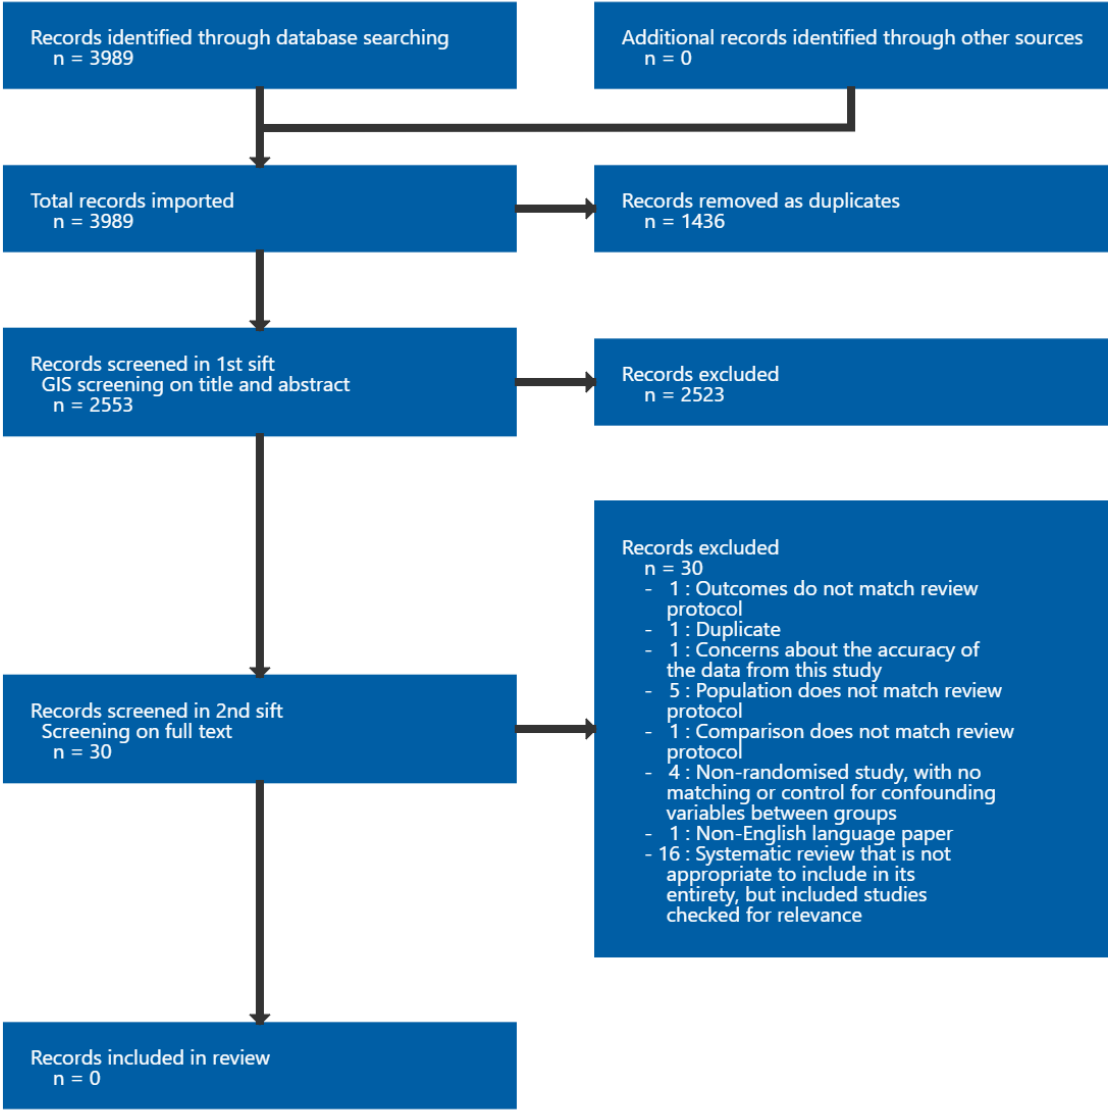 Records identified through database searching
n = 3989
Additional records identified through other sources
n = 0
Total records imported
n = 3989
Records removed as duplicates
n = 1436
Records screened in 1st sift
GIS screening on title and abstract
n = 2553
Records excluded
n = 2523
Records screened in 2nd sift
Screening on full text
n = 30
Records excluded
n = 30
- 1 : Outcomes do not match review
protocol
- 1 : Duplicate
- 1 : Concerns about the accuracy of
the data from this study
- 5 : Population does not match review
protocol
- 1 : Comparison does not match review
protocol
- 4 : Non-randomised study, with no
matching or control for confounding
variables between groups
- 1 : Non-English language paper
- 16 : Systematic review that is not
appropriate to include in its
entirety, but included studies
checked for relevance
Records included in review
n = 0